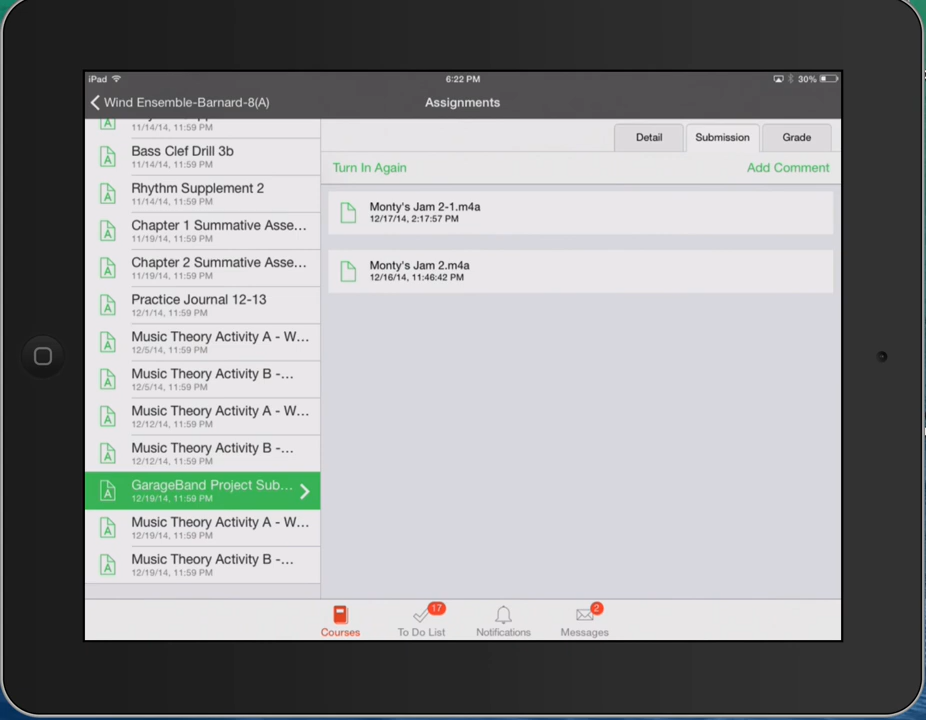 iPad
6:22 PM
30%
Wind Ensemble-Barnard-8(A)
Assignments
11/14/14, 11:59 PM
Bass Clef Drill 3b
11/14/14, 11:59 PM
Rhythm Supplement 2
11/14/14, 11:59 PM
Chapter 1 Summative Asse...
11/19/14, 11:59 PM
Chapter 2 Summative Asse...
11/19/14, 11:59 PM
Practice Journal 12-13
12/1/14, 11:59 PM
Music Theory Activity A - W...
12/5/14, 11:59 PM
Music Theory Activity B -...
12/5/14, 11:59 PM
Music Theory Activity A - W...
12/12/14, 11:59 PM
Music Theory Activity B -...
12/12/14, 11:59 PM
GarageBand Project Sub...
12/19/14, 11:59 PM
Music Theory Activity A - W...
12/19/14, 11:59 PM
Music Theory Activity B -...
12/19/14, 11:59 PM
Detail
Submission
Grade
Turn In Again
Add Comment
Monty's Jam 2-1.m4a
12/17/14, 2:17:57 PM
Monty's Jam 2.m4a
12/16/14, 11:46:42 PM
Courses
17
To Do List
Notifications
2
Messages